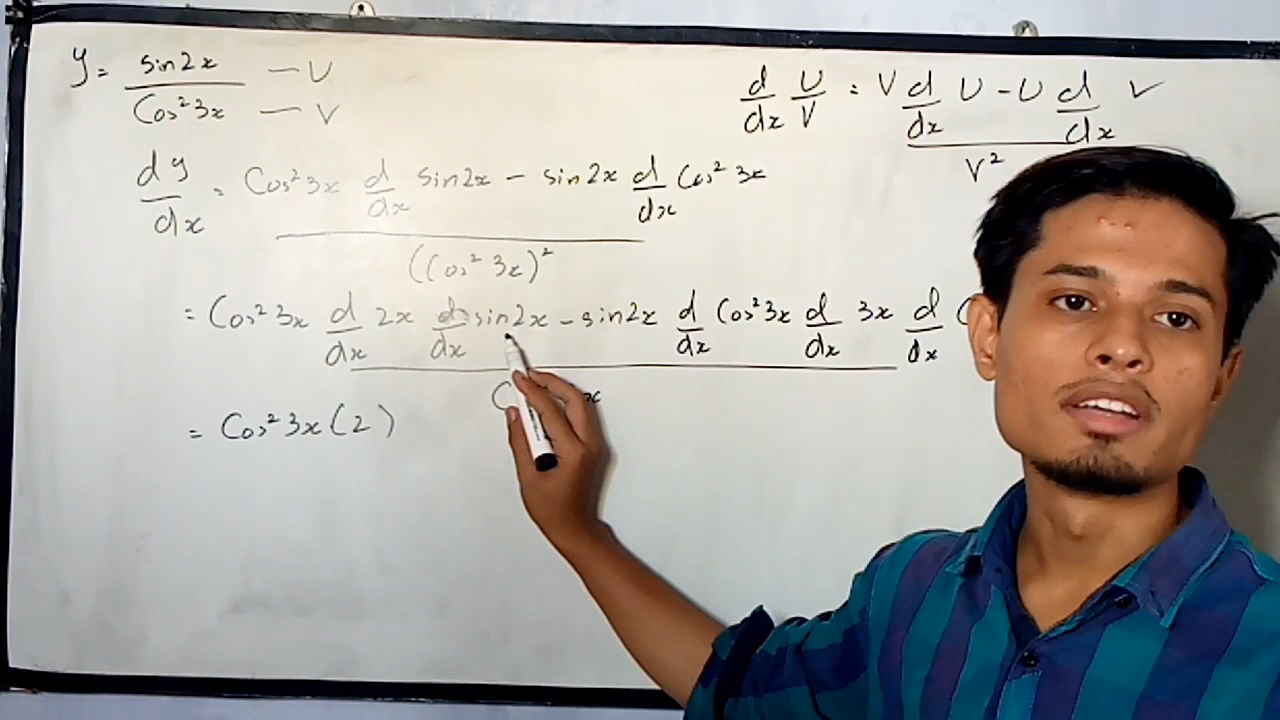 y = sin2x — U
Cos²3x — V
d/dx U/V = V d/dx U - U d/dx V
V²
dy/dx = Cos²3x d/dx sin2x - sin2x d/dx Cos²3x
(Cos²3x)²
= Cos²3x d/dx 2x d/dx sin2x - sin2x d/dx Cos²3x d/dx 3x d/dx
= Cos²3x(2)